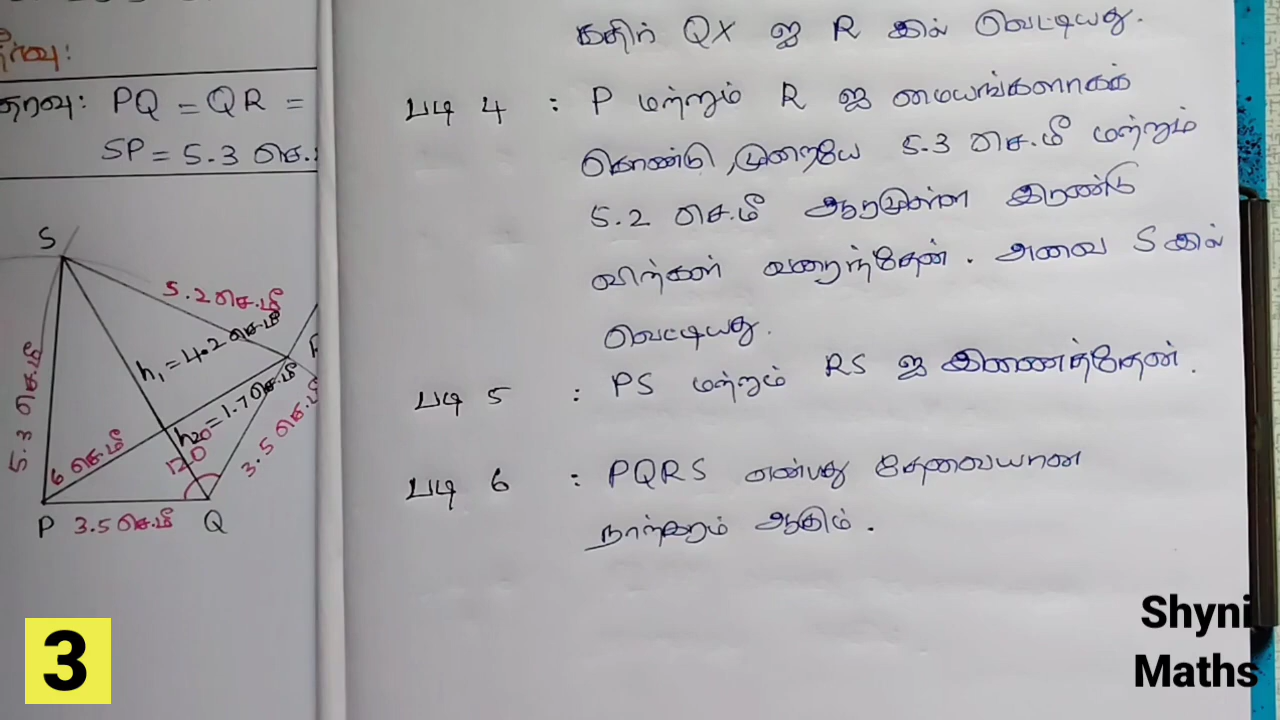 தீர்வு:
தரவு: PQ = QR =
SP = 5.3 செ.
S
5.2 செ.மீ
h₁ = 4.2 செ.மீ
5.3 செ.மீ
h₂ = 1.7 செ.மீ
6 செ.மீ
120
3.5 செ.மீ
P 3.5 செ.மீ Q
கதிர் QX ஐ R இல் வெட்டியது.
படி 4 : P மற்றும் R ஐ மையங்களாகக்
கொண்டு முறையே 5.3 செ.மீ மற்றும்
5.2 செ.மீ ஆரமுள்ள இரண்டு
விற்கள் வரைந்தேன். அவை S இல்
வெட்டியது.
படி 5 : PS மற்றும் RS ஐ இணைத்தேன்.
படி 6 : PQRS என்பது தேவையான
நாற்கரம் ஆகும்.
3
Shyni
Maths